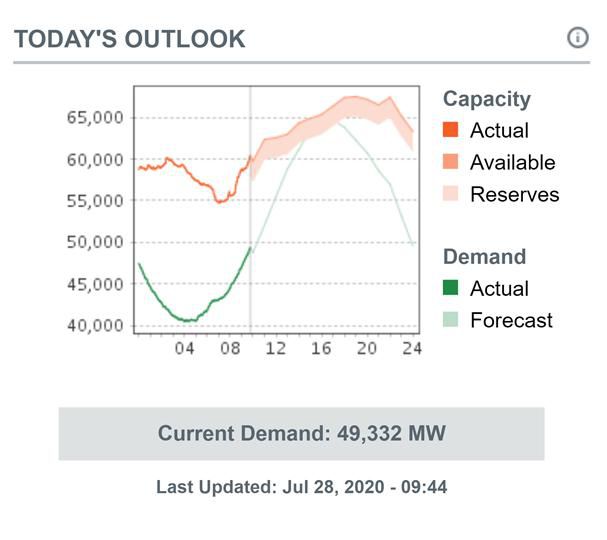 TODAY'S OUTLOOK
65,000
60,000
55,000
50,000
45,000
40,000
04 08 12 16 20 24
Capacity
Actual
Available
Reserves
Demand
Actual
Forecast
Current Demand: 49,332 MW
Last Updated: Jul 28, 2020 - 09:44